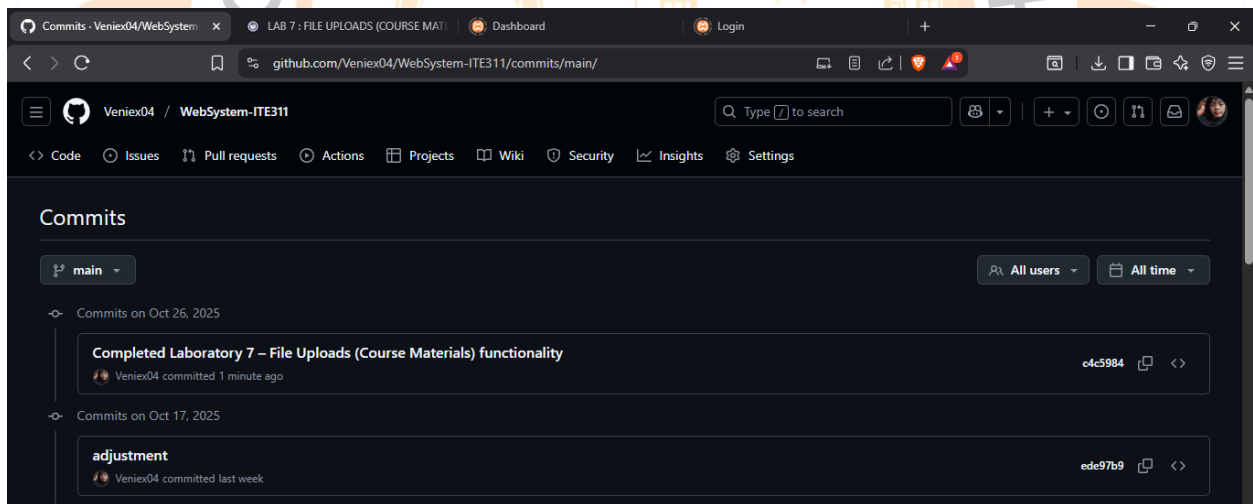 Commits · Veniex04/WebSystem
LAB 7 : FILE UPLOADS (COURSE MATE
Dashboard
Login
github.com/Veniex04/WebSystem-ITE311/commits/main/
Veniex04 / WebSystem-ITE311
Type / to search
Code Issues Pull requests Actions Projects Wiki Security Insights Settings
Commits
main All users All time
Commits on Oct 26, 2025
Completed Laboratory 7 – File Uploads (Course Materials) functionality
c4c5984
Veniex04 committed 1 minute ago
Commits on Oct 17, 2025
adjustment
ede97b9
Veniex04 committed last week